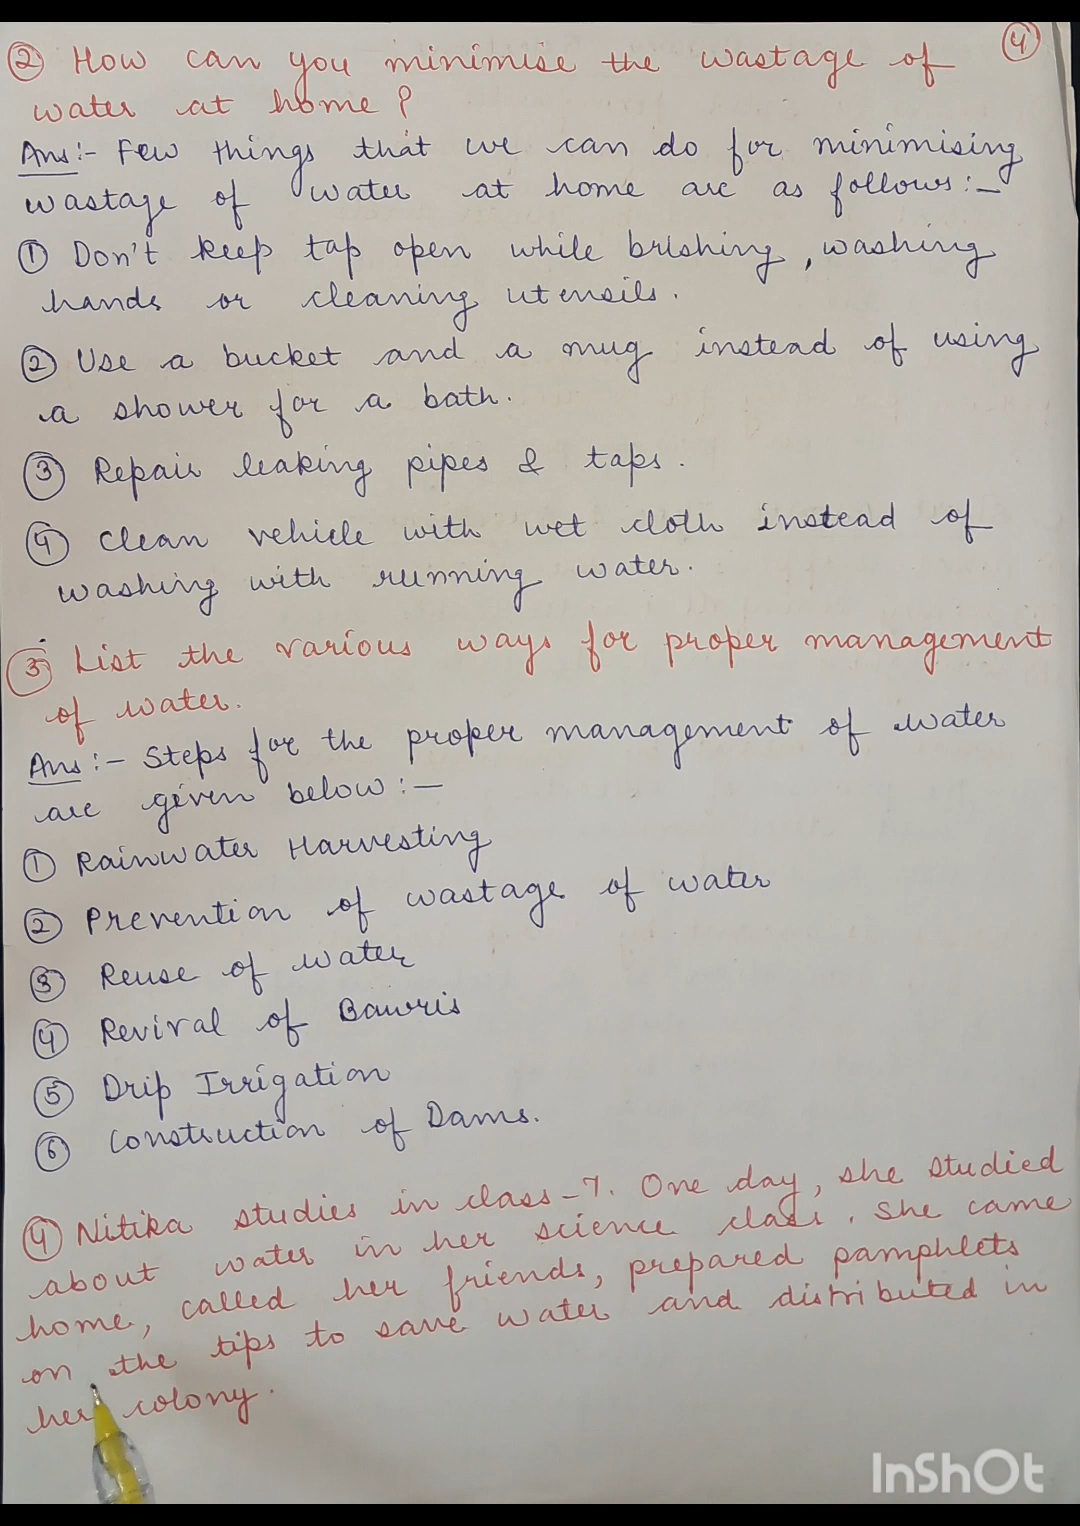 ② How can you minimise the wastage of
④
water at home ?
Ans:- Few things that we can do for minimising
wastage of water at home are as follows:-
① Don't keep tap open while brushing, washing
hands or cleaning utensils.
② Use a bucket and a mug instead of using
a shower for a bath.
③ Repair leaking pipes & taps.
④ Clean vehicle with wet cloth instead of
washing with running water.
③ List the various ways for proper management
of water.
Ans:- Steps for the proper management of water
are given below:-
① Rainwater Harvesting
② Prevention of wastage of water
③ Reuse of water
④ Revival of Bawris
⑤ Drip Irrigation
⑥ Construction of Dams.
④ Nitika studies in class-7. One day, she studied
about water in her science class. She came
home, called her friends, prepared pamphlets
on the tips to save water and distributed in
her colony.
InShOt